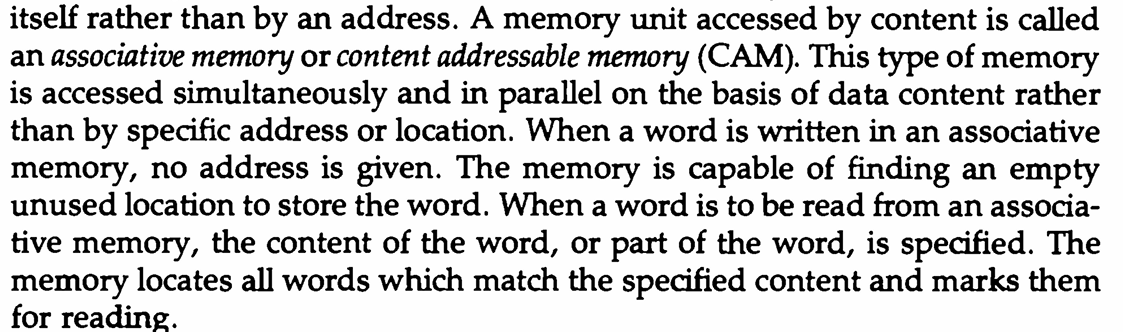 itself rather than by an address. A memory unit accessed by content is called
an associative memory or content addressable memory (CAM). This type of memory
is accessed simultaneously and in parallel on the basis of data content rather
than by specific address or location. When a word is written in an associative
memory, no address is given. The memory is capable of finding an empty
unused location to store the word. When a word is to be read from an associa-
tive memory, the content of the word, or part of the word, is specified. The
memory locates all words which match the specified content and marks them
for reading.